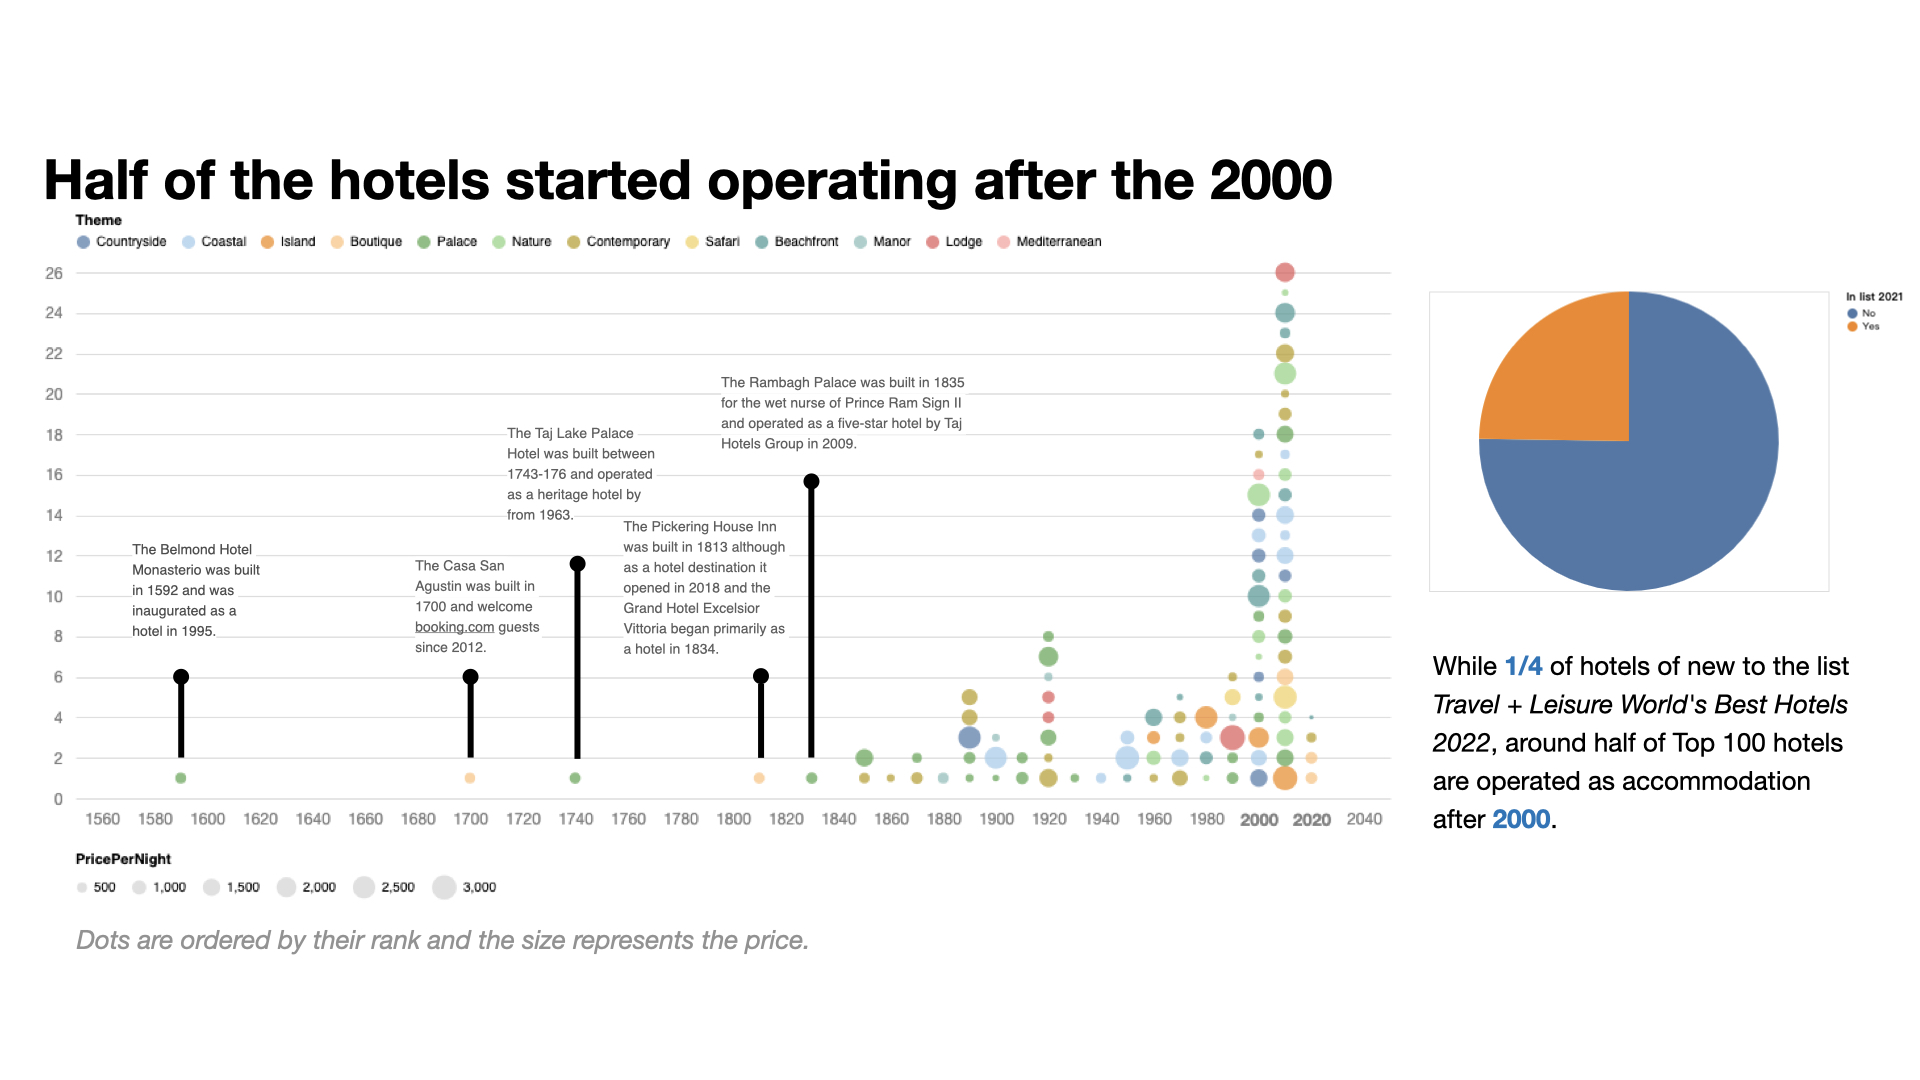 Half of the hotels started operating after the 2000
Theme
Countryside Coastal Island Boutique Palace Nature Contemporary Safari Beachfront Manor Lodge Mediterranean
26
24
22
20
18
16
14
12
10
8
6
4
2
0
The Rambagh Palace was built in 1835
for the wet nurse of Prince Ram Sign II
and operated as a five-star hotel by Taj
Hotels Group in 2009.
The Taj Lake Palace
Hotel was built between
1743-176 and operated
as a heritage hotel by
from 1963.
The Pickering House Inn
was built in 1813 although
as a hotel destination it
opened in 2018 and the
Grand Hotel Excelsior
Vittoria began primarily as
a hotel in 1834.
The Belmond Hotel
Monasterio was built
in 1592 and was
inaugurated as a
hotel in 1995.
The Casa San
Agustin was built in
1700 and welcome
booking.com guests
since 2012.
1560 1580 1600 1620 1640 1660 1680 1700 1720 1740 1760 1780 1800 1820 1840 1860 1880 1900 1920 1940 1960 1980 2000 2020 2040
PricePerNight
500 1,000 1,500 2,000 2,500 3,000
Dots are ordered by their rank and the size represents the price.
In list 2021
No
Yes
While 1/4 of hotels of new to the list
Travel + Leisure World's Best Hotels
2022, around half of Top 100 hotels
are operated as accommodation
after 2000.